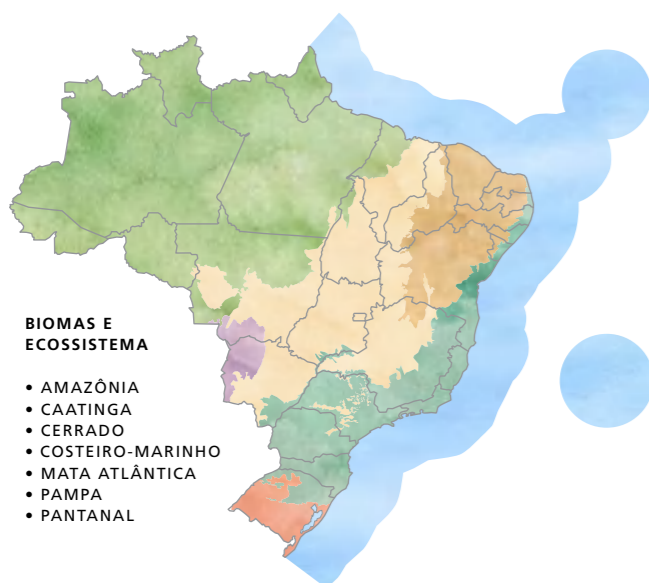 BIOMAS E
ECOSSISTEMA
• AMAZÔNIA
• CAATINGA
• CERRADO
• COSTEIRO-MARINHO
• MATA ATLÂNTICA
• PAMPA
• PANTANAL